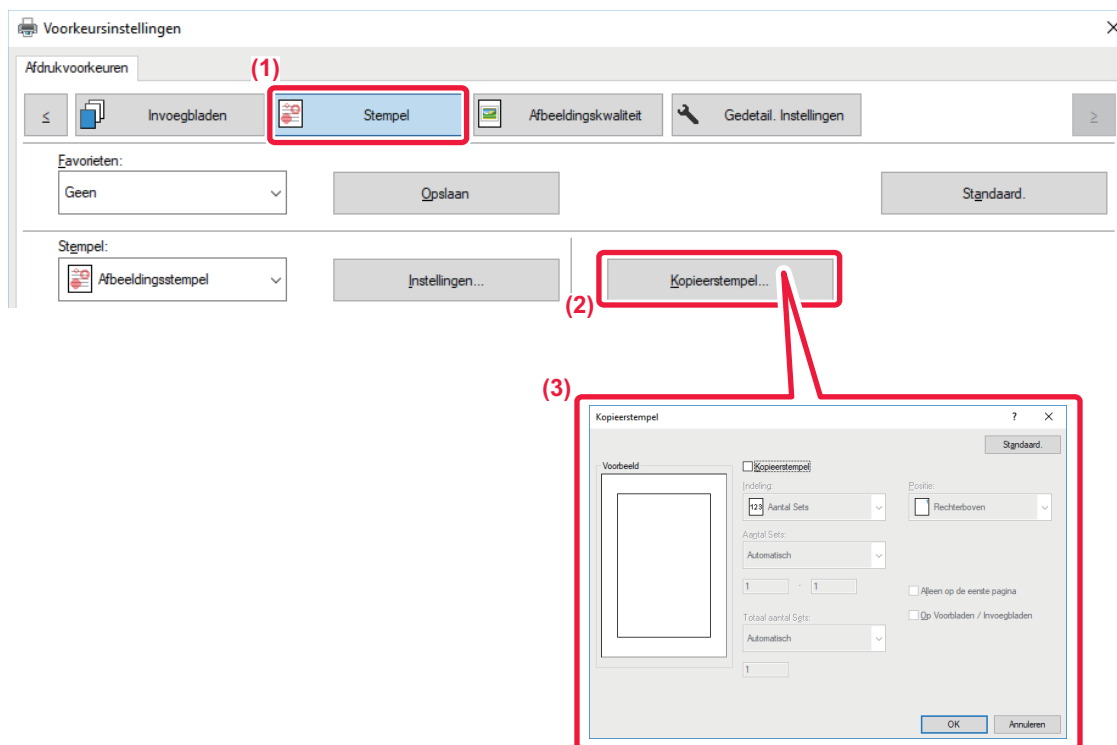 Voorkeursinstellingen
Afdrukvoorkeuren
(1)
< Invoegbladen Stempel Afbeeldingskwaliteit Gedetail. Instellingen >
Favorieten:
Geen Opslaan Standaard.
Stempel:
Afbeeldingsstempel Instellingen... Kopieerstempel...
(2)
(3)
Kopieerstempel ?
Standaard.
Voorbeeld Kopieerstempel
Indeling: Positie:
123 Aantal Sets Rechterboven
Aantal Sets:
Automatisch
1 - 1 Alleen op de eerste pagina
Totaal aantal Sets: Op Voorbladen / Invoegbladen
Automatisch
1
OK Annuleren